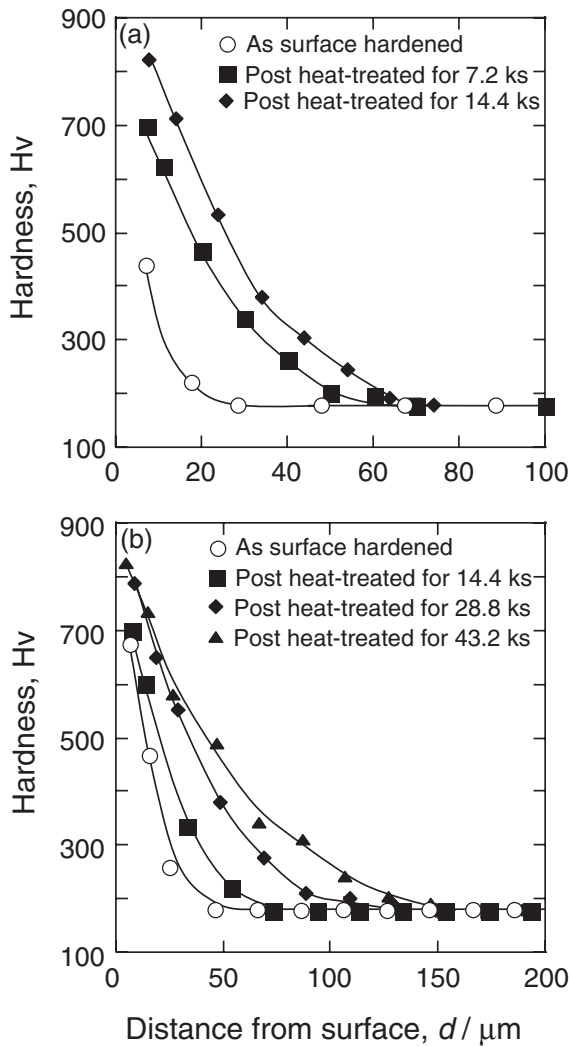 (a)
As surface hardened
Post heat-treated for 7.2 ks
Post heat-treated for 14.4 ks
900
700
500
300
100
Hardness, Hv
0 20 40 60 80 100
(b)
As surface hardened
Post heat-treated for 14.4 ks
Post heat-treated for 28.8 ks
Post heat-treated for 43.2 ks
900
700
500
300
100
Hardness, Hv
0 50 100 150 200
Distance from surface, d / μm